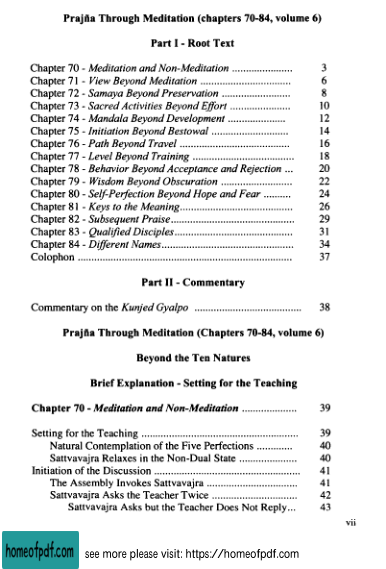 Prajña Through Meditation (chapters 70-84, volume 6)
Part I - Root Text
Chapter 70 - Meditation and Non-Meditation ....................... 3
Chapter 71 - View Beyond Meditation .................................. 6
Chapter 72 - Samaya Beyond Preservation .......................... 8
Chapter 73 - Sacred Activities Beyond Effort ...................... 10
Chapter 74 - Mandala Beyond Development ...................... 12
Chapter 75 - Initiation Beyond Bestowal ............................. 14
Chapter 76 - Path Beyond Travel ......................................... 16
Chapter 77 - Level Beyond Training .................................... 18
Chapter 78 - Behavior Beyond Acceptance and Rejection ... 20
Chapter 79 - Wisdom Beyond Obscuration .......................... 22
Chapter 80 - Self-Perfection Beyond Hope and Fear .......... 24
Chapter 81 - Keys to the Meaning......................................... 26
Chapter 82 - Subsequent Praise............................................. 29
Chapter 83 - Qualified Disciples........................................... 31
Chapter 84 - Different Names................................................ 34
Colophon ................................................................................ 37
Part II - Commentary
Commentary on the Kunjed Gyalpo ....................................... 38
Prajña Through Meditation (Chapters 70-84, volume 6)
Beyond the Ten Natures
Brief Explanation - Setting for the Teaching
Chapter 70 - Meditation and Non-Meditation .................... 39
Setting for the Teaching .......................................................... 39
Natural Contemplation of the Five Perfections ............. 40
Sattvavajra Relaxes in the Non-Dual State ..................... 40
Initiation of the Discussion ...................................................... 41
The Assembly Invokes Sattvavajra ................................. 41
Sattvavajra Asks the Teacher Twice ............................... 42
Sattvavajra Asks but the Teacher Does Not Reply... 43
vii
homeofpdf.com
see more please visit: https://homeofpdf.com